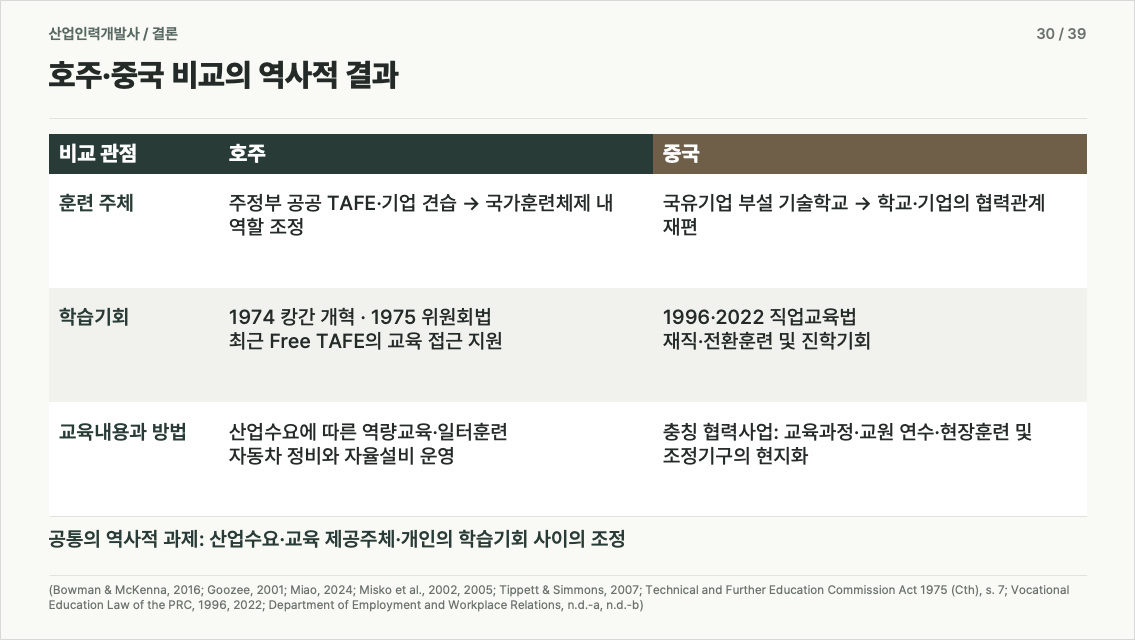 산업인력개발사 / 결론
30 / 39
호주·중국 비교의 역사적 결과
비교 관점
호주
중국
훈련 주체
주정부 공공 TAFE·기업 견습 → 국가훈련체제 내
역할 조정
국유기업 부설 기술학교 → 학교·기업의 협력관계
재편
학습기회
1974 캉간 개혁 · 1975 위원회법
최근 Free TAFE의 교육 접근 지원
1996·2022 직업교육법
재직·전환훈련 및 진학기회
교육내용과 방법
산업수요에 따른 역량교육·일터훈련
자동차 정비와 자율설비 운영
충칭 협력사업: 교육과정·교원 연수·현장훈련 및
조정기구의 현지화
공통의 역사적 과제: 산업수요·교육 제공주체·개인의 학습기회 사이의 조정
(Bowman & McKenna, 2016; Goozee, 2001; Miao, 2024; Misko et al., 2002, 2005; Tippett & Simmons, 2007; Technical and Further Education Commission Act 1975 (Cth), s. 7; Vocational
Education Law of the PRC, 1996, 2022; Department of Employment and Workplace Relations, n.d.-a, n.d.-b)